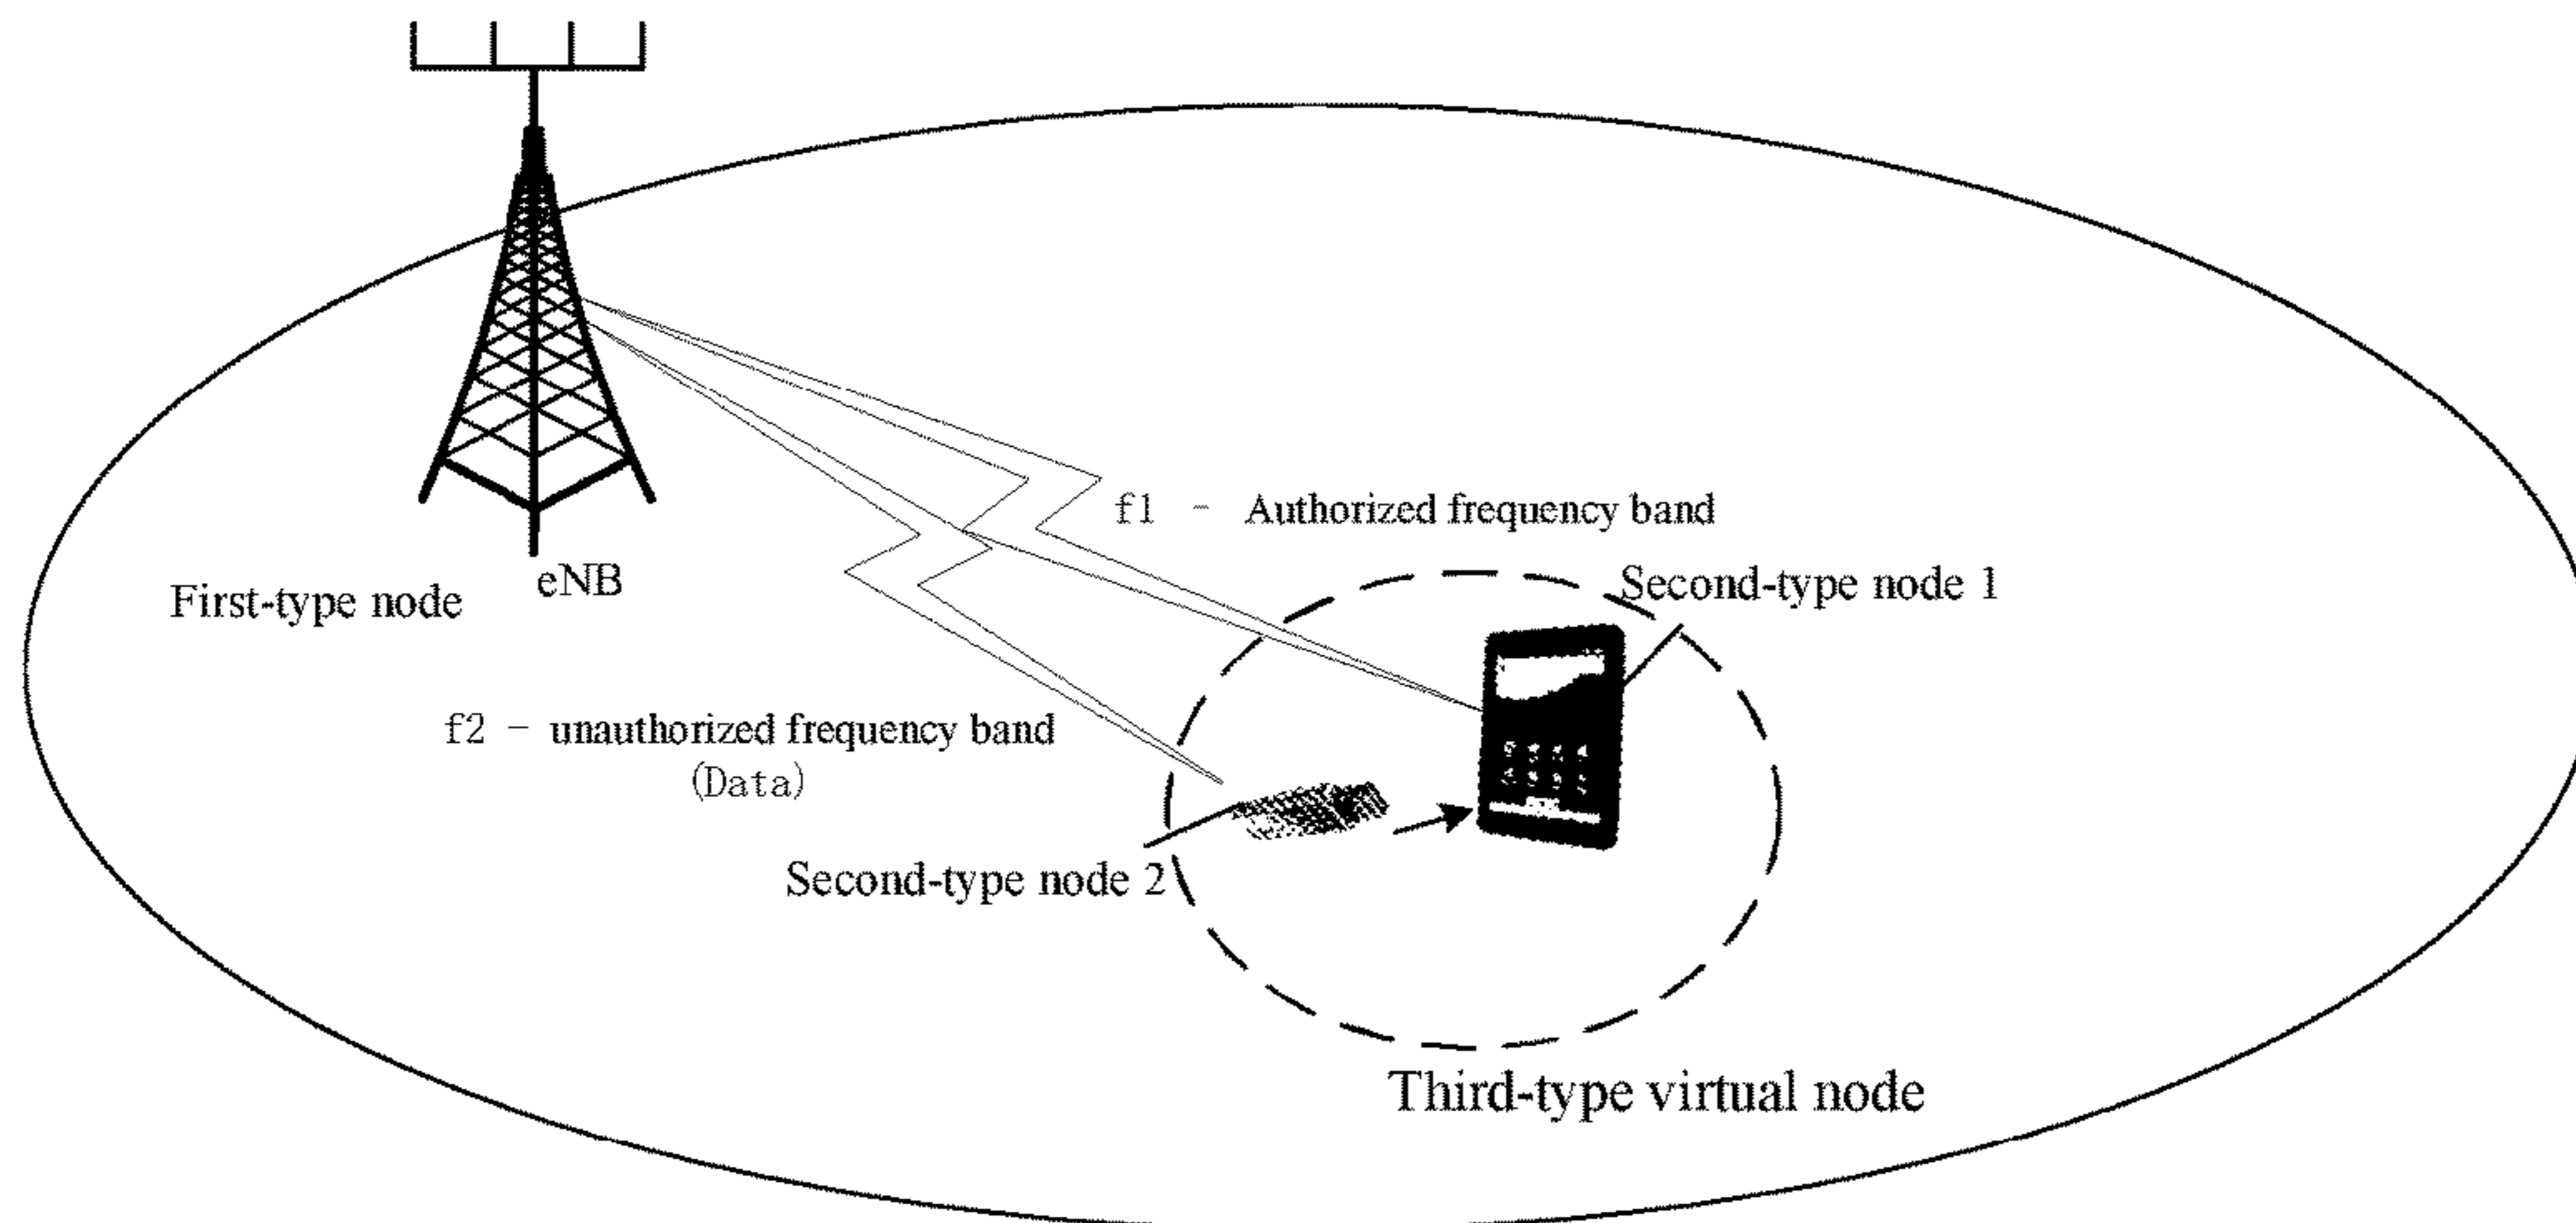 f1 - Authorized frequency band
First-type node
eNB
Second-type node 1
f2 - unauthorized frequency band
(Data)
Second-type node 2
Third-type virtual node